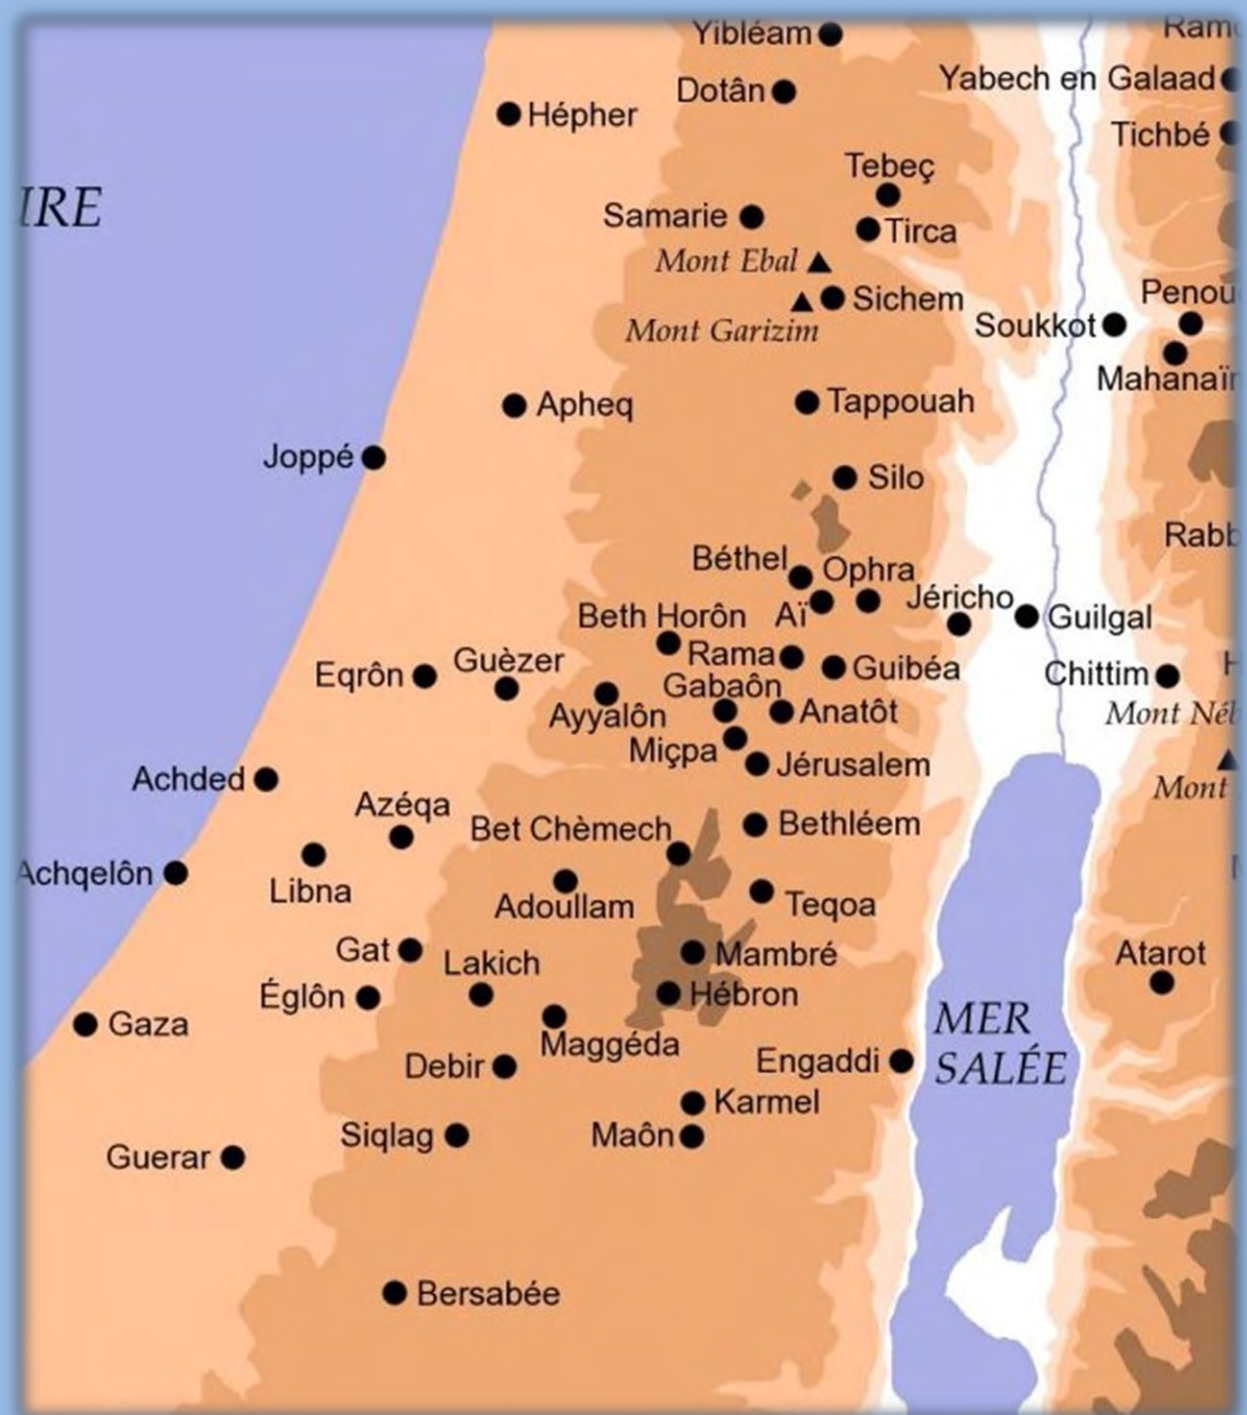 Yibléam
Yabech en Galaad
Dotân
Hépher
Tichbé
Tebeç
IRE
Samarie
Tirca
Mont Ebal
Sichem
Penou
Mont Garizim
Soukkot
Mahanaïm
Apheq
Tappouah
Joppé
Silo
Rabb
Béthel
Ophra
Jéricho
Beth Horôn
Aï
Guilgal
Rama
Guèzer
Guibéa
Eqrôn
Chittim
Gabaôn
Ayyalôn
Anatôt
Mont Néb
Miçpa
Jérusalem
Achded
Mont
Azéqa
Bethléem
Bet Chèmech
Achqelôn
Libna
Adoullam
Teqoa
Gat
Mambré
Atarot
Lakich
Églôn
Hébron
Gaza
MER
SALÉE
Maggéda
Engaddi
Debir
Karmel
Siqlag
Maôn
Guerar
Bersabée